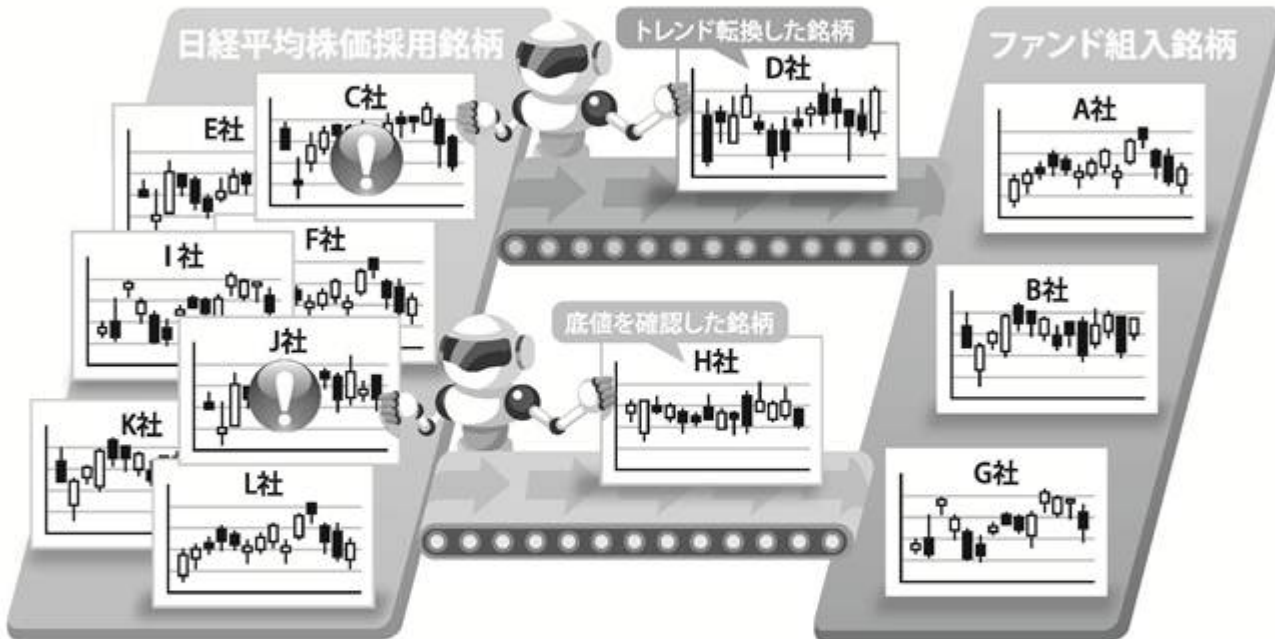 日経平均株価採用銘柄
トレンド転換した銘柄
ファンド組入銘柄
C社
D社
A社
E社
F社
I社
B社
J社
底値を確認した銘柄
H社
K社
G社
L社